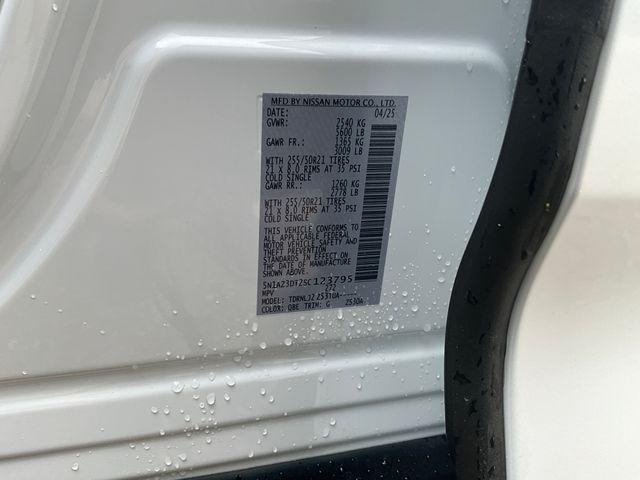 MFD BY NISSAN MOTOR CO., LTD.
DATE: 04/25
GVWR: 2540 KG
5600 LB
GAWR FR.: 1365 KG
3009 LB
WITH 255/50R21 TIRES
21 X 8.0 RIMS AT 35 PSI
COLD SINGLE
GAWR RR.: 1260 KG
2778 LB
WITH 255/50R21 TIRES
21 X 8.0 RIMS AT 35 PSI
COLD SINGLE
THIS VEHICLE CONFORMS TO
ALL APPLICABLE FEDERAL
MOTOR VEHICLE SAFETY AND
THEFT PREVENTION
STANDARDS IN EFFECT ON
THE DATE OF MANUFACTURE
SHOWN ABOVE
123795
MPV
MODEL:
COLOR: QBE TRIM: G